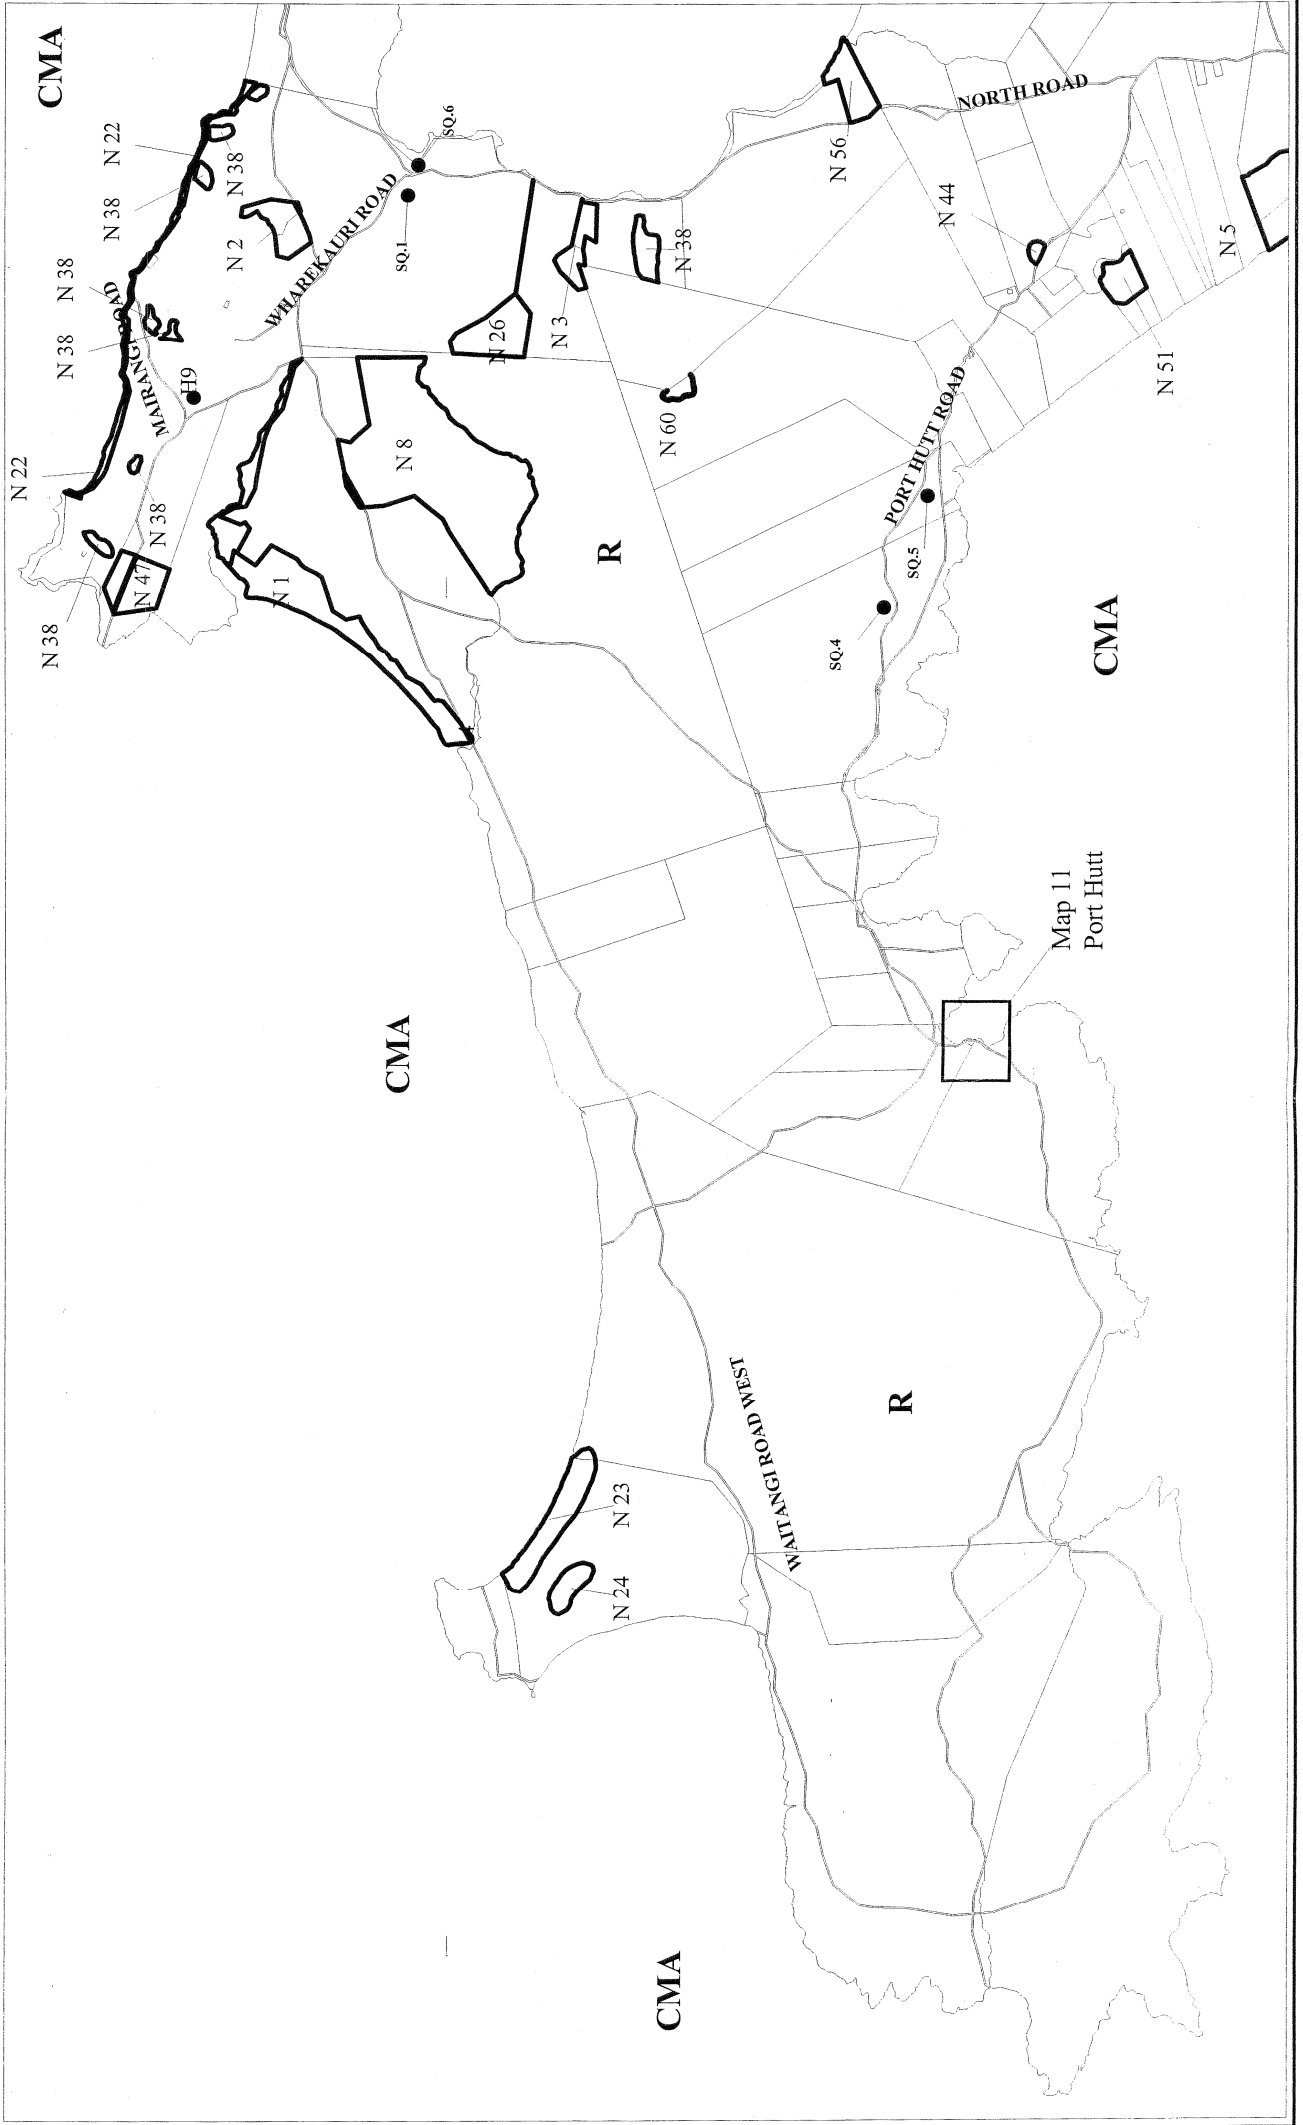 CMA
N 22
N 38
N 38
N 38
N 22
N 38
N 38
N 47
N 38
MAIRANGI ROAD
H9
N 2
N 38
N 1
WHAREKAURI ROAD
CMA
SQ.1
N 8
SQ.6
N 26
N 3
N 24
N 23
R
CMA
N 60
N 38
WAITANGI ROAD WEST
SQ.4
N 56
R
SQ.5
PORT HUTT ROAD
N 44
NORTH ROAD
Map 11
Port Hutt
CMA
N 51
N 5